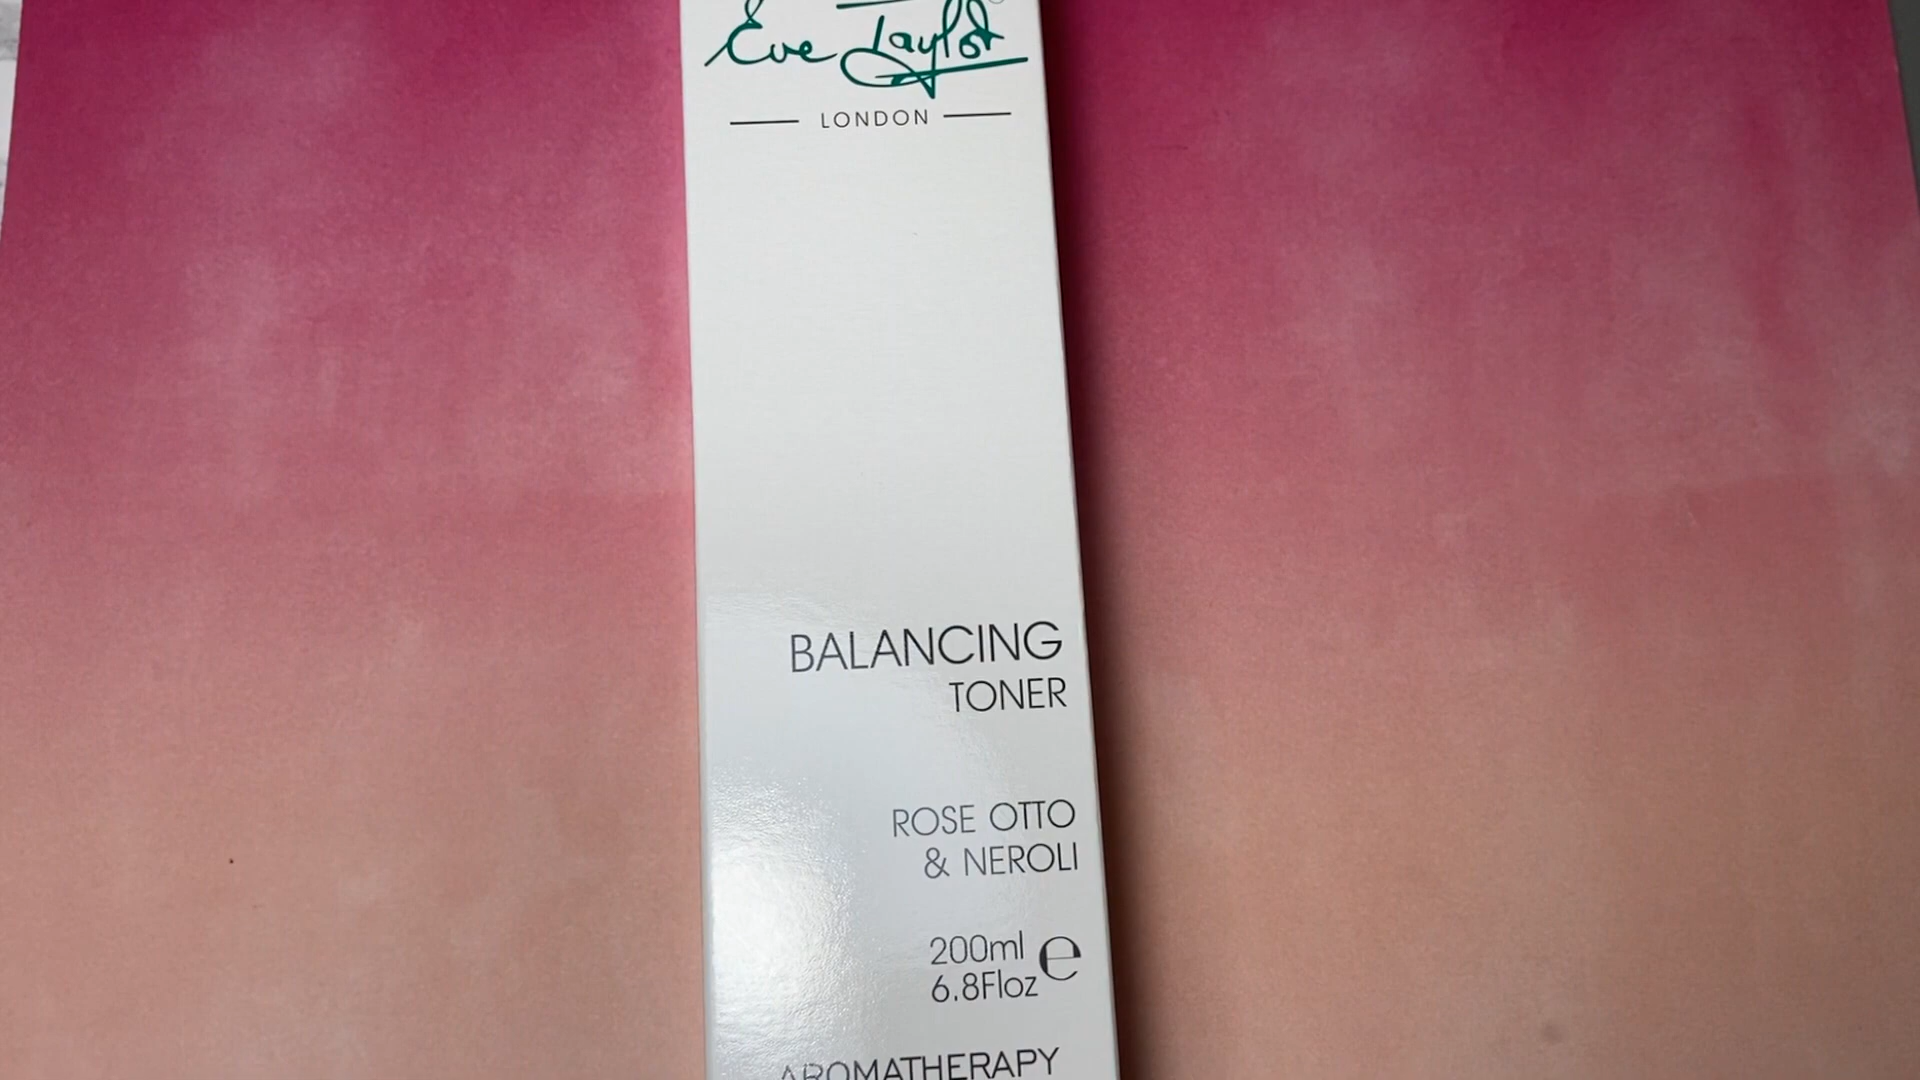 Eve Taylor
LONDON
BALANCING
TONER
ROSE OTTO
& NEROLI
200ml e
6.8Floz
AROMATHERAPY